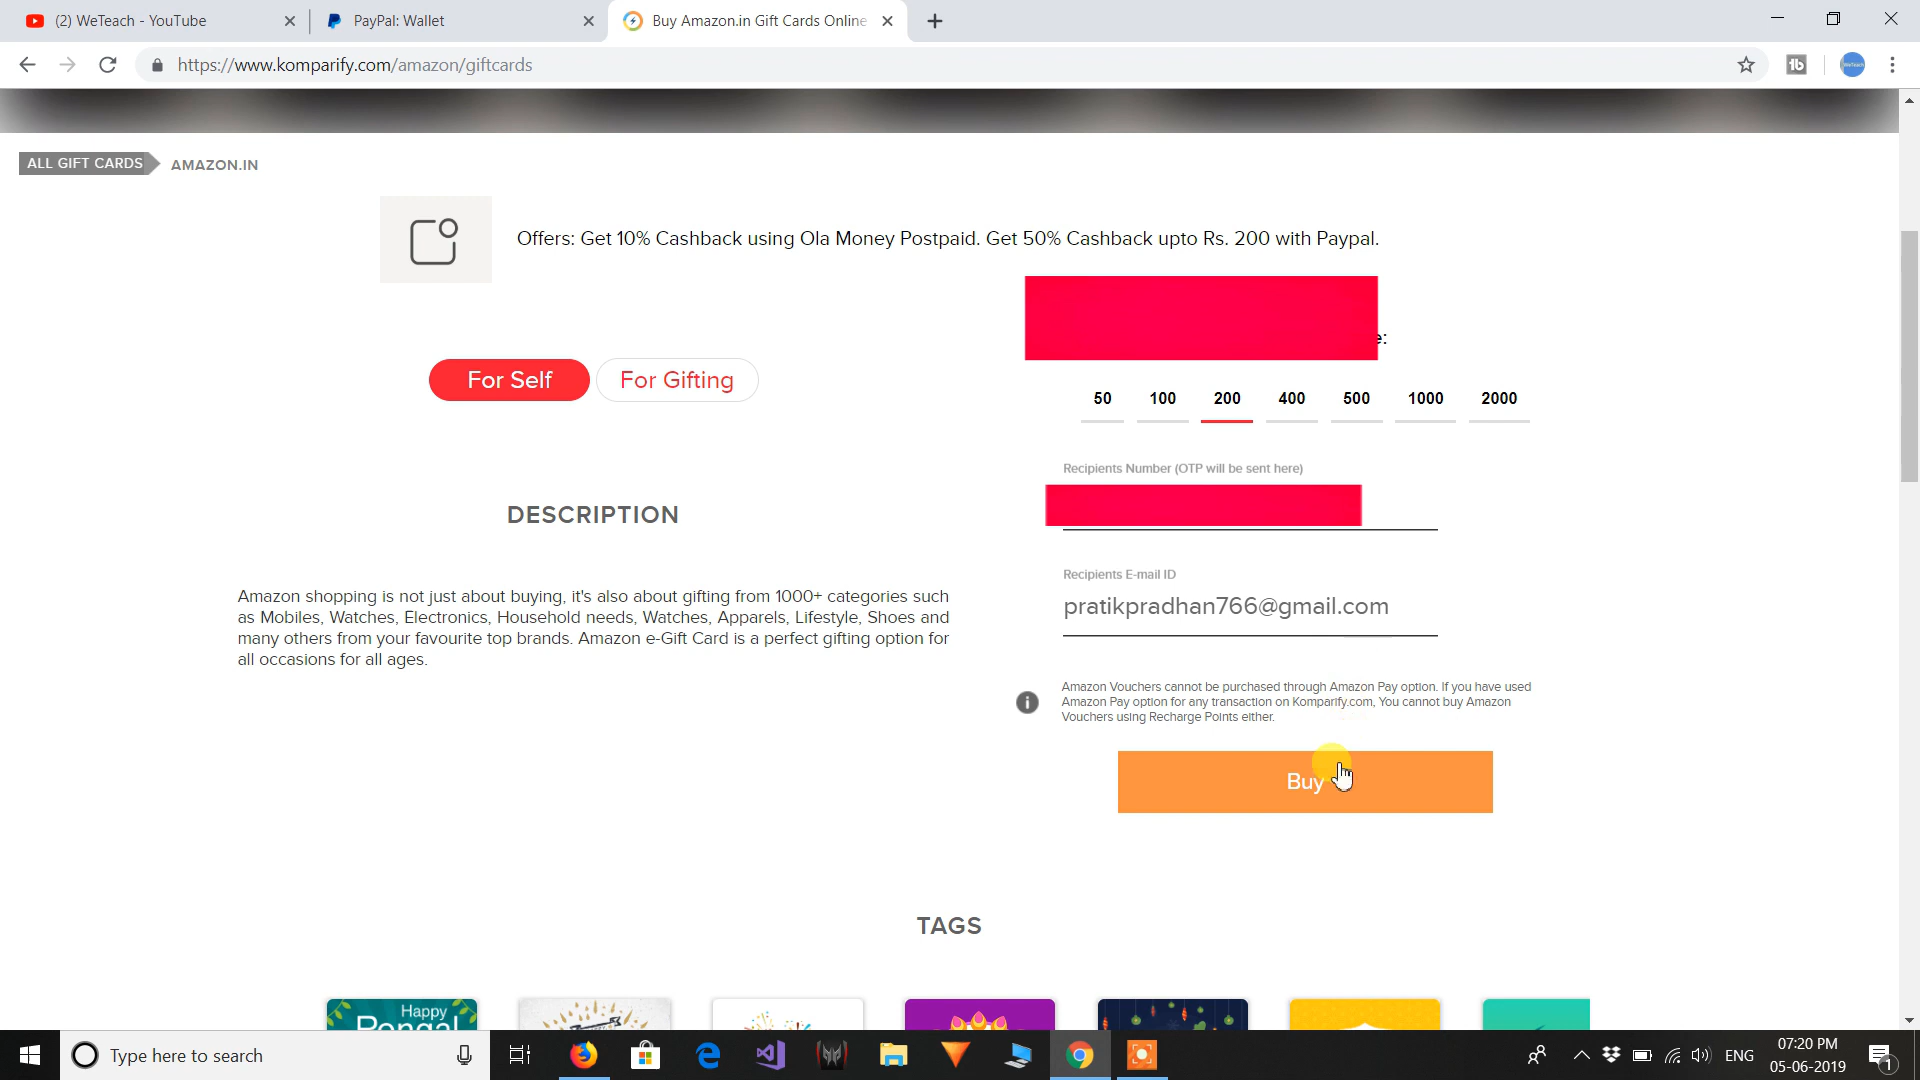 (2) WeTeach - YouTube
PayPal: Wallet
Buy Amazon.in Gift Cards Online
https://www.komparify.com/amazon/giftcards
ALL GIFT CARDS
AMAZON.IN
Offers: Get 10% Cashback using Ola Money Postpaid. Get 50% Cashback upto Rs. 200 with Paypal.
e:
For Self
For Gifting
50
100
200
400
500
1000
2000
Recipients Number (OTP will be sent here)
DESCRIPTION
Recipients E-mail ID
pratikpradhan766@gmail.com
Amazon shopping is not just about buying, it's also about gifting from 1000+ categories such
as Mobiles, Watches, Electronics, Household needs, Watches, Apparels, Lifestyle, Shoes and
many others from your favourite top brands. Amazon e-Gift Card is a perfect gifting option for
all occasions for all ages.
Amazon Vouchers cannot be purchased through Amazon Pay option. If you have used
Amazon Pay option for any transaction on Komparify.com, You cannot buy Amazon
Vouchers using Recharge Points either.
Buy
TAGS
Happy
Pongal
Type here to search
ENG
07:20 PM
05-06-2019
1